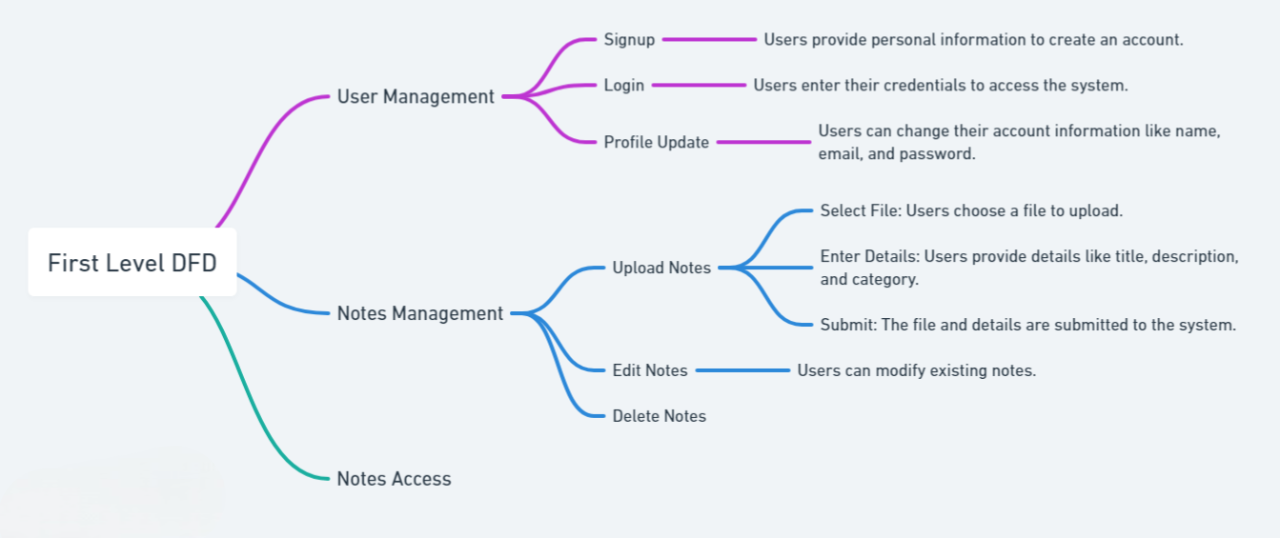 First Level DFD
User Management
Signup
Users provide personal information to create an account.
Login
Users enter their credentials to access the system.
Profile Update
Users can change their account information like name,
email, and password.
Notes Management
Upload Notes
Select File: Users choose a file to upload.
Enter Details: Users provide details like title, description,
and category.
Submit: The file and details are submitted to the system.
Edit Notes
Users can modify existing notes.
Delete Notes
Notes Access